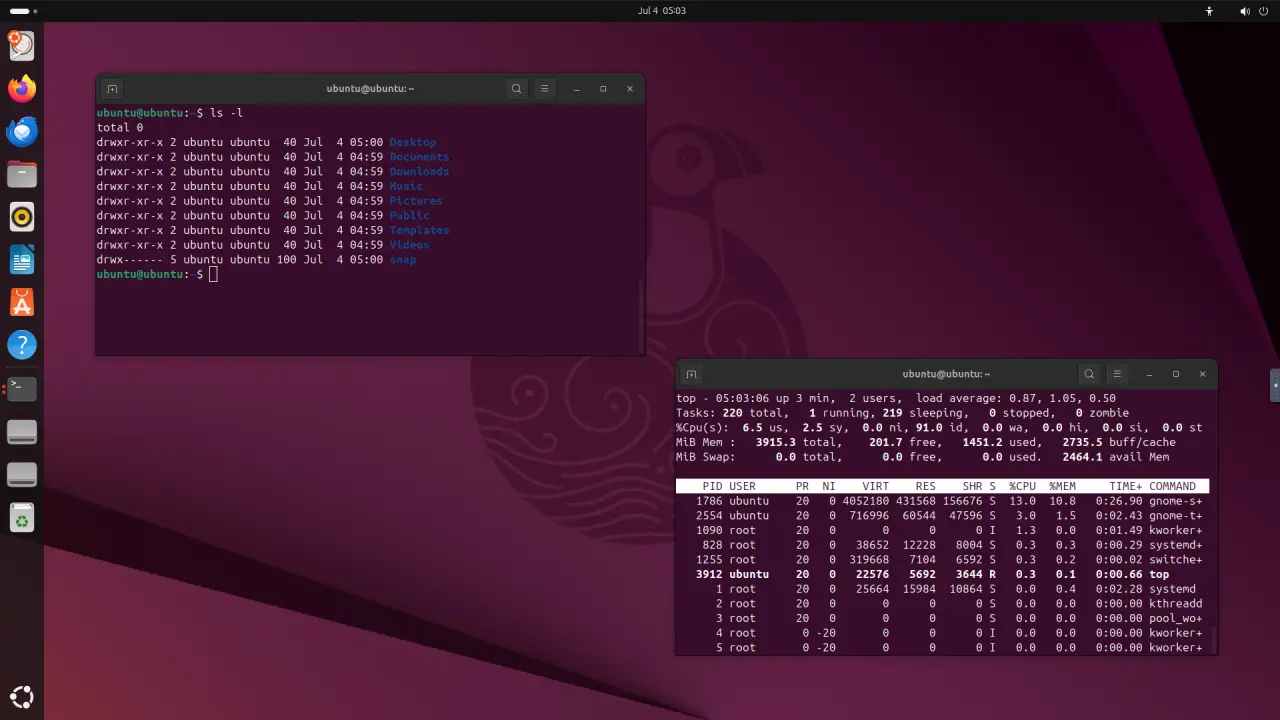 Jul 4 05:03
ubuntu@ubuntu: ~
ubuntu@ubuntu:~$ ls -l
total 0
drwxr-xr-x 2 ubuntu ubuntu  40 Jul  4 05:00 Desktop
drwxr-xr-x 2 ubuntu ubuntu  40 Jul  4 04:59 Documents
drwxr-xr-x 2 ubuntu ubuntu  40 Jul  4 04:59 Downloads
drwxr-xr-x 2 ubuntu ubuntu  40 Jul  4 04:59 Music
drwxr-xr-x 2 ubuntu ubuntu  40 Jul  4 04:59 Pictures
drwxr-xr-x 2 ubuntu ubuntu  40 Jul  4 04:59 Public
drwxr-xr-x 2 ubuntu ubuntu  40 Jul  4 04:59 Templates
drwxr-xr-x 2 ubuntu ubuntu  40 Jul  4 04:59 Videos
drwx------ 5 ubuntu ubuntu 100 Jul  4 05:00 snap
ubuntu@ubuntu:~$
ubuntu@ubuntu: ~
top - 05:03:06 up 3 min,  2 users,  load average: 0.87, 1.05, 0.50
Tasks: 220 total,   1 running, 219 sleeping,   0 stopped,   0 zombie
%Cpu(s):  6.5 us,  2.5 sy,  0.0 ni, 91.0 id,  0.0 wa,  0.0 hi,  0.0 si,  0.0 st
MiB Mem :   3915.3 total,    201.7 free,   1451.2 used,   2735.5 buff/cache
MiB Swap:      0.0 total,      0.0 free,      0.0 used.   2464.1 avail Mem
PID USER      PR  NI    VIRT    RES    SHR S  %CPU  %MEM     TIME+ COMMAND
1786 ubuntu    20   0 4052180 431568 156676 S  13.0  10.8   0:26.90 gnome-s+
2554 ubuntu    20   0  716996  60544  47596 S   3.0   1.5   0:02.43 gnome-t+
1090 root      20   0       0      0      0 I   1.3   0.0   0:01.49 kworker+
828 root      20   0   38652  12228   8004 S   0.3   0.3   0:00.29 systemd+
1255 root      20   0  319668   7104   6592 S   0.3   0.2   0:00.02 switche+
3912 ubuntu    20   0   22576   5692   3644 R   0.3   0.1   0:00.66 top
1 root      20   0   25664  15984  10864 S   0.0   0.4   0:02.28 systemd
2 root      20   0       0      0      0 S   0.0   0.0   0:00.00 kthreadd
3 root      20   0       0      0      0 S   0.0   0.0   0:00.00 pool_wo+
4 root       0 -20       0      0      0 I   0.0   0.0   0:00.00 kworker+
5 root       0 -20       0      0      0 I   0.0   0.0   0:00.00 kworker+